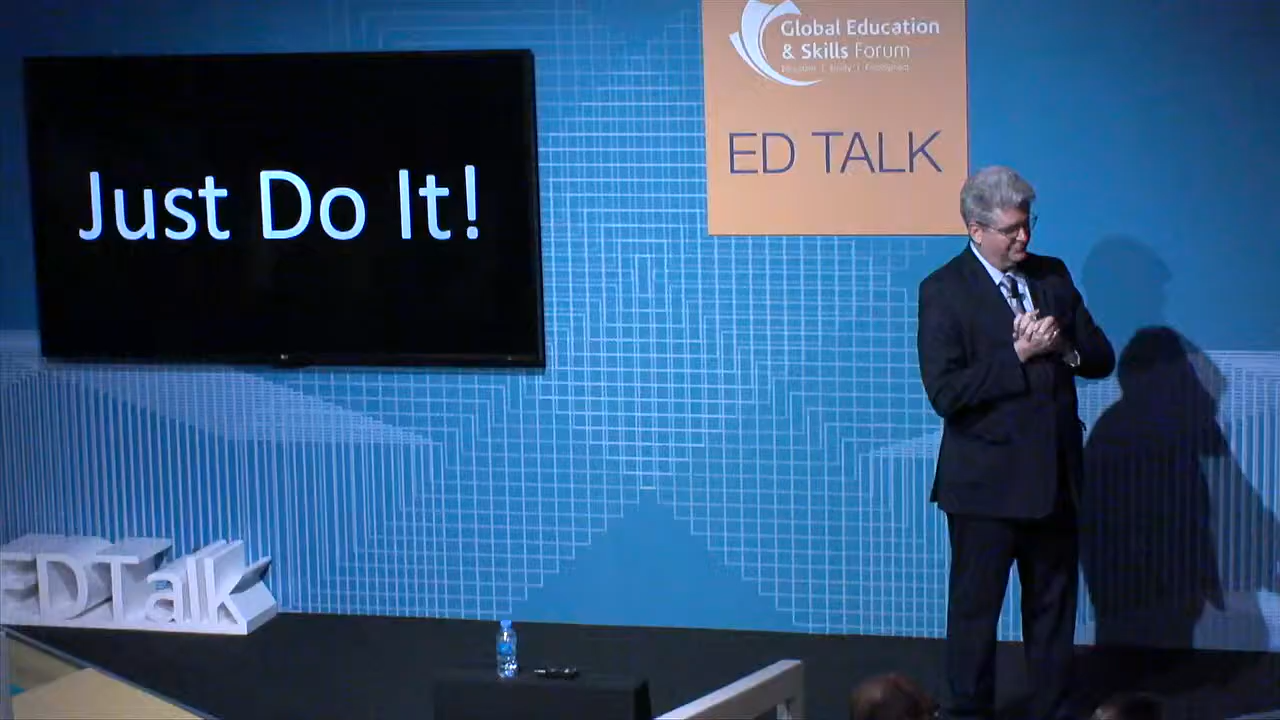 Just Do It!
Global Education
& Skills Forum
ED TALK
EDTalk